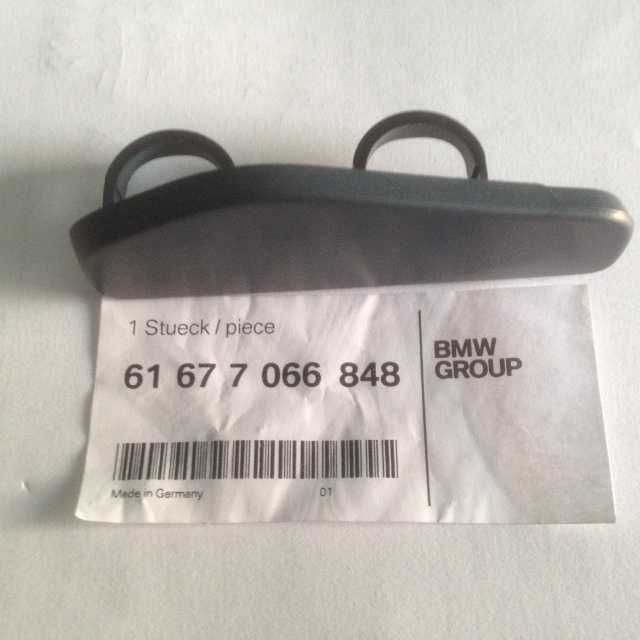 1 Stueck / piece
61 67 7 066 848
BMW
GROUP
Made in Germany
01